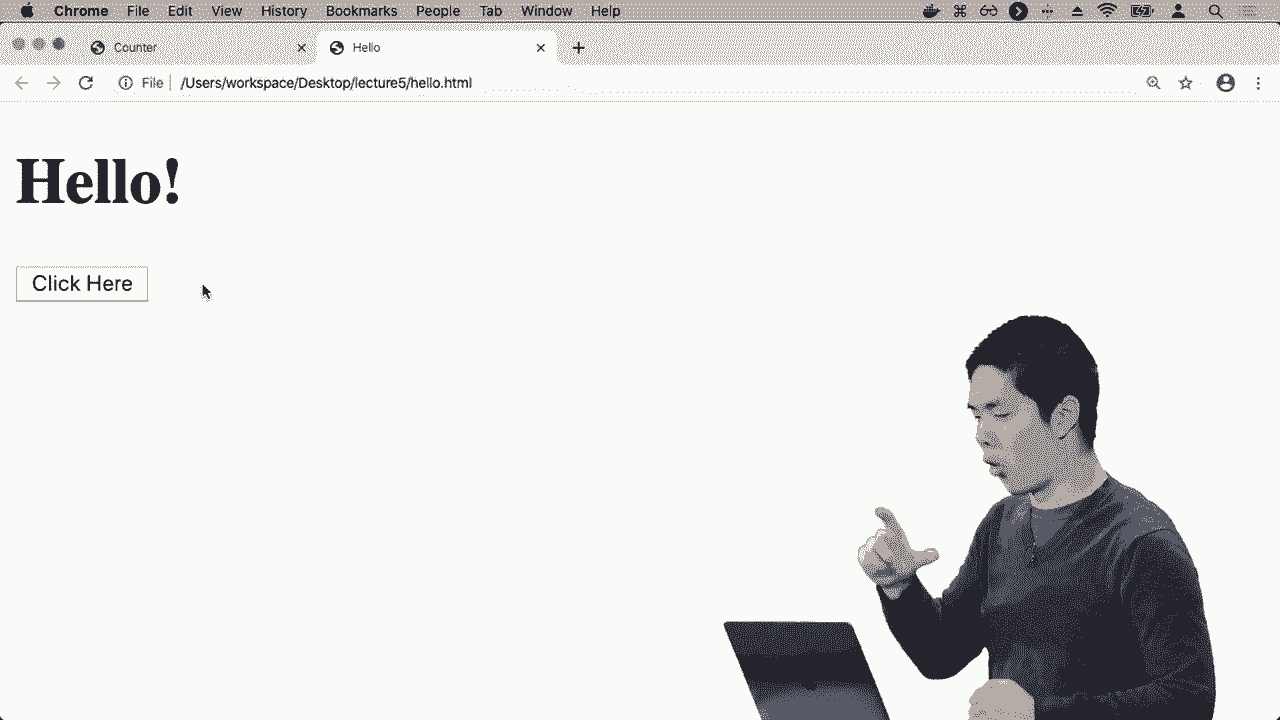 Chrome File Edit View History Bookmarks People Tab Window Help
Counter Hello
File /Users/workspace/Desktop/lecture5/hello.html
Hello!
Click Here